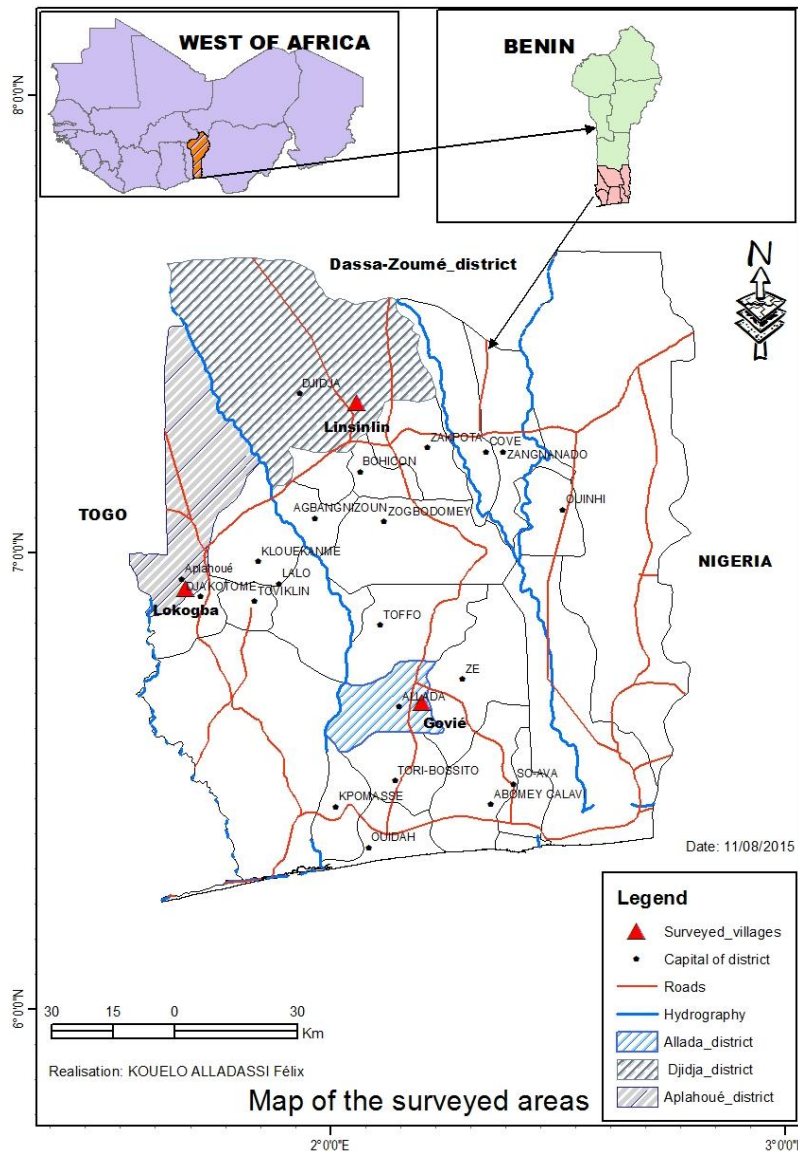 WEST OF AFRICA
BENIN
8°0'0"N
Dassa-Zoumé_district
N
DJIDJA
Linsinlin
ZAKPOTA
COVE
ZANGNANADO
BOHICON
OUINHI
TOGO
AGBANGNIZOUN
ZOGBODOMEY
7°0'0"N
NIGERIA
KLOUEKANME
Aplahoué
LALO
DJAKOTOME
TOVIKLIN
Lokogba
TOFFO
ZE
ALLADA
Govié
TORI-BOSSITO
SO-AVA
KPOMASSE
ABOMEY CALAVI
OUIDAH
Date: 11/08/2015
Legend
Surveyed_villages
Capital of district
Roads
Hydrography
Allada_district
Djidja_district
Aplahoué_district
6°0'0"N
30 15 0 30
Km
Realisation: KOUELO ALLADASSI Félix
Map of the surveyed areas
2°0'0"E
3°0'0"E